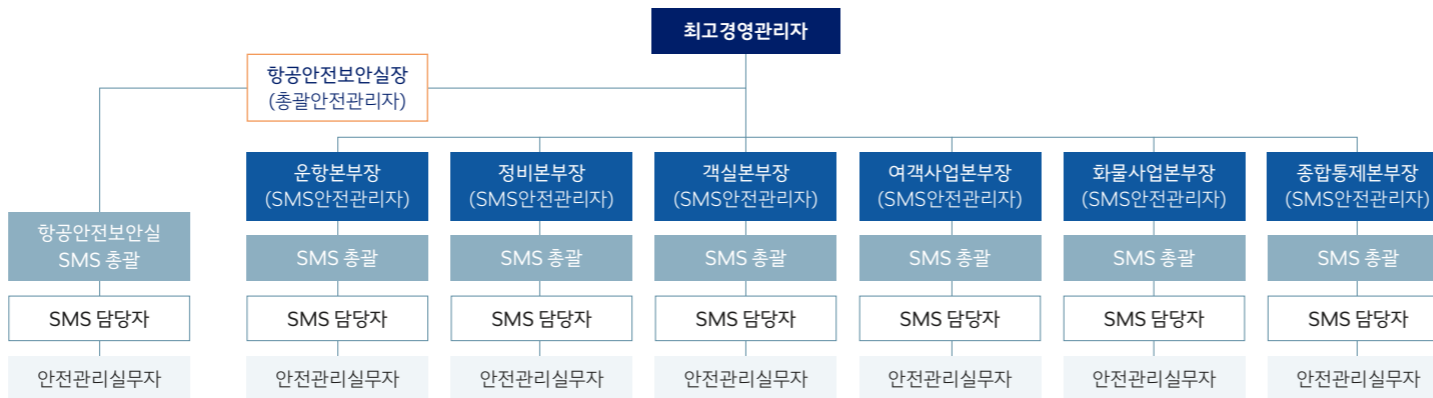 최고경영관리자
항공안전보안실장
(총괄안전관리자)
운항본부장
(SMS안전관리자)
정비본부장
(SMS안전관리자)
객실본부장
(SMS안전관리자)
여객사업본부장
(SMS안전관리자)
화물사업본부장
(SMS안전관리자)
종합통제본부장
(SMS안전관리자)
항공안전보안실
SMS 총괄
SMS 총괄
SMS 총괄
SMS 총괄
SMS 총괄
SMS 총괄
SMS 총괄
SMS 담당자
SMS 담당자
SMS 담당자
SMS 담당자
SMS 담당자
SMS 담당자
SMS 담당자
안전관리실무자
안전관리실무자
안전관리실무자
안전관리실무자
안전관리실무자
안전관리실무자
안전관리실무자